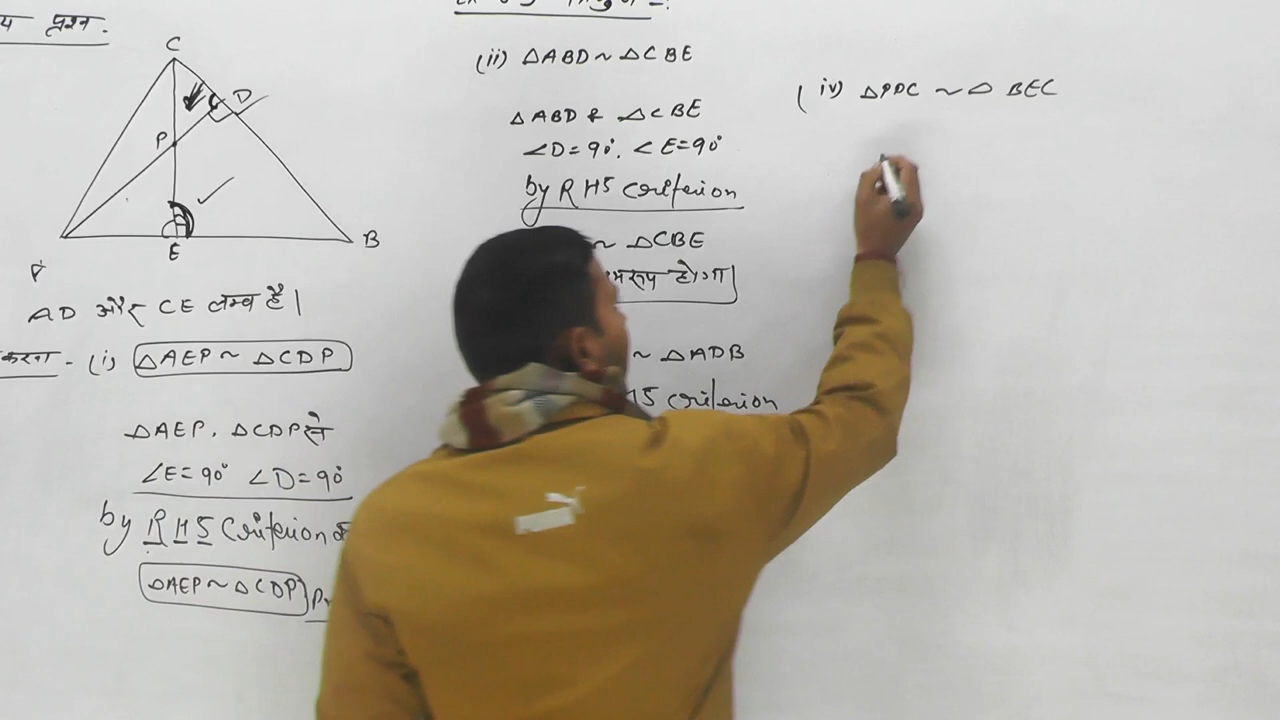 प्रश्न.
C
D
P
E
B
AD और CE लम्ब है।
करना - (i) △AEP ~ △CDP
△AEP, △CDP से
∠E=90° ∠D=90°
by RHS Criterion
△AEP ~ △CDP
(ii) △ABD ~ △CBE
△ABD & △CBE
∠D=90°. ∠E=90°
by RHS Criterion
~ △CBE
होगा
~ △ADB
HS Criterion
(iv) △PDC ~ △ BEC